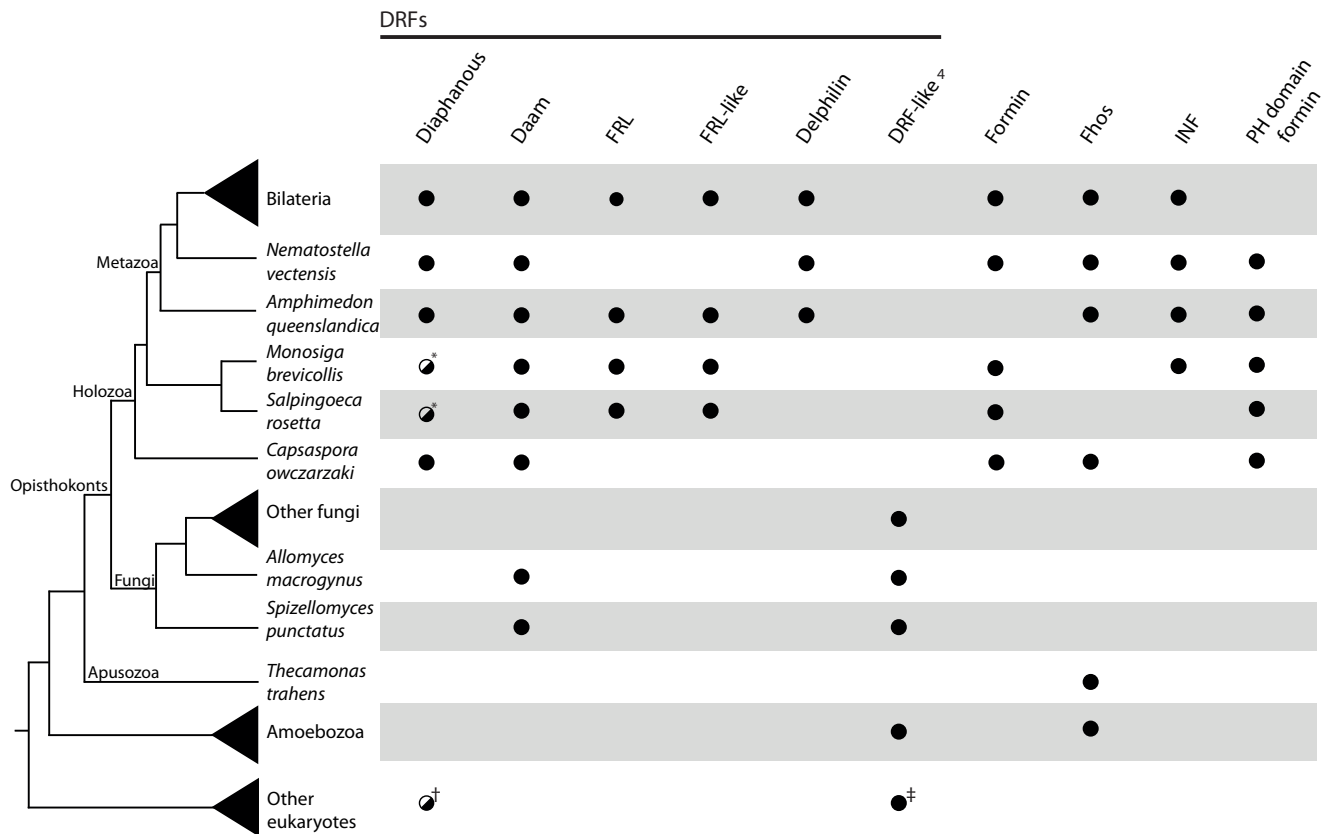 DRFs
Diaphanous
Daam
FRL
FRL-like
Delphilin
DRF-like
Formin
Fhos
INF
PH domain
formin
Bilateria
Nematostella
vectensis
Metazoa
Amphimedon
queenslandica
Monosiga
brevicollis
*
Holozoa
Salpingoeca
rosetta
*
Capsaspora
owczarzaki
Opisthokonts
Other fungi
Allomyces
macrogynus
Fungi
Spizellomyces
punctatus
Apusozoa
Thecamonas
trahens
Amoebozoa
Other
eukaryotes
† ‡